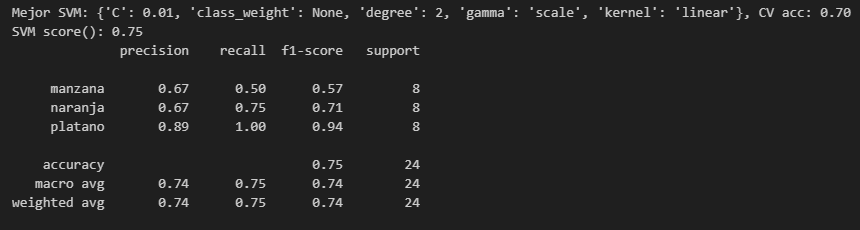 Mejor SVM: {'C': 0.01, 'class_weight': None, 'degree': 2, 'gamma': 'scale', 'kernel': 'linear'}, CV acc: 0.70
SVM score(): 0.75
precision recall f1-score support
manzana 0.67 0.50 0.57 8
naranja 0.67 0.75 0.71 8
platano 0.89 1.00 0.94 8
accuracy 0.75 24
macro avg 0.74 0.75 0.74 24
weighted avg 0.74 0.75 0.74 24